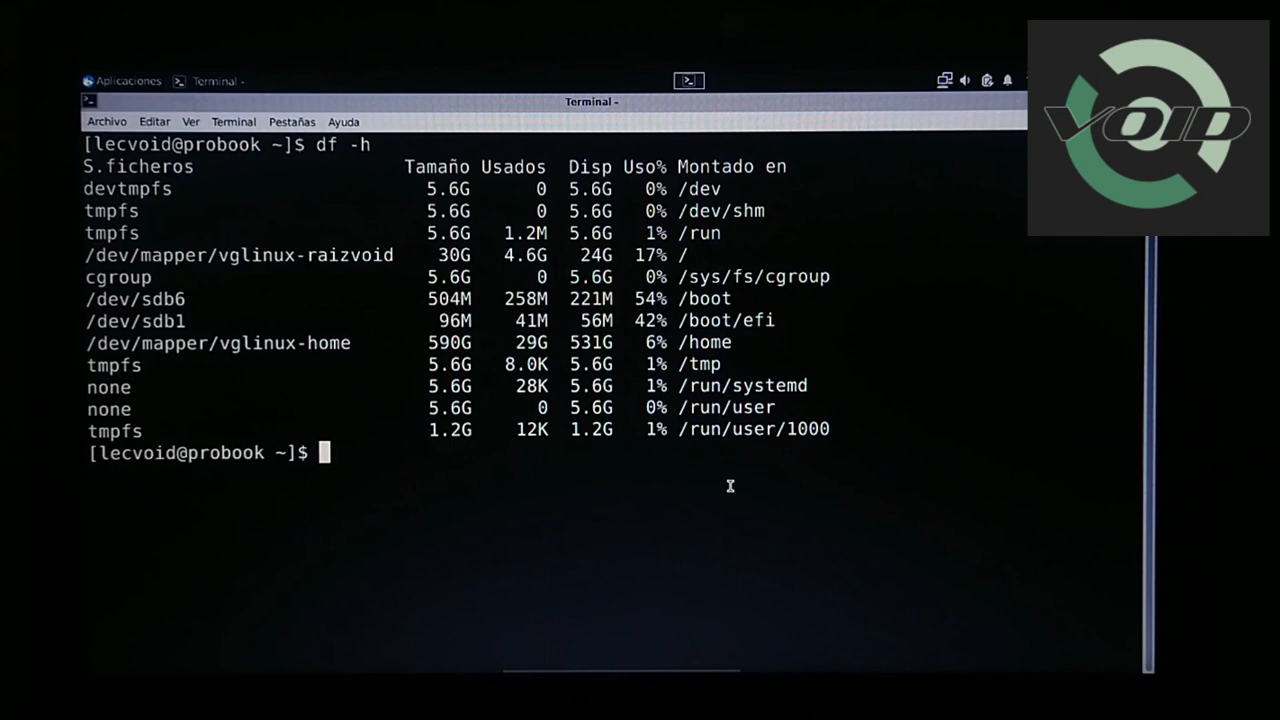 Aplicaciones Terminal -
VOID
Terminal -
Archivo Editar Ver Terminal Pestañas Ayuda
[lecvoid@probook ~]$ df -h
S.ficheros Tamaño Usados Disp Uso% Montado en
devtmpfs 5.6G 0 5.6G 0% /dev
tmpfs 5.6G 0 5.6G 0% /dev/shm
tmpfs 5.6G 1.2M 5.6G 1% /run
/dev/mapper/vglinux-raizvoid 30G 4.6G 24G 17% /
cgroup 5.6G 0 5.6G 0% /sys/fs/cgroup
/dev/sdb6 504M 258M 221M 54% /boot
/dev/sdb1 96M 41M 56M 42% /boot/efi
/dev/mapper/vglinux-home 590G 29G 531G 6% /home
tmpfs 5.6G 8.0K 5.6G 1% /tmp
none 5.6G 28K 5.6G 1% /run/systemd
none 5.6G 0 5.6G 0% /run/user
tmpfs 1.2G 12K 1.2G 1% /run/user/1000
[lecvoid@probook ~]$